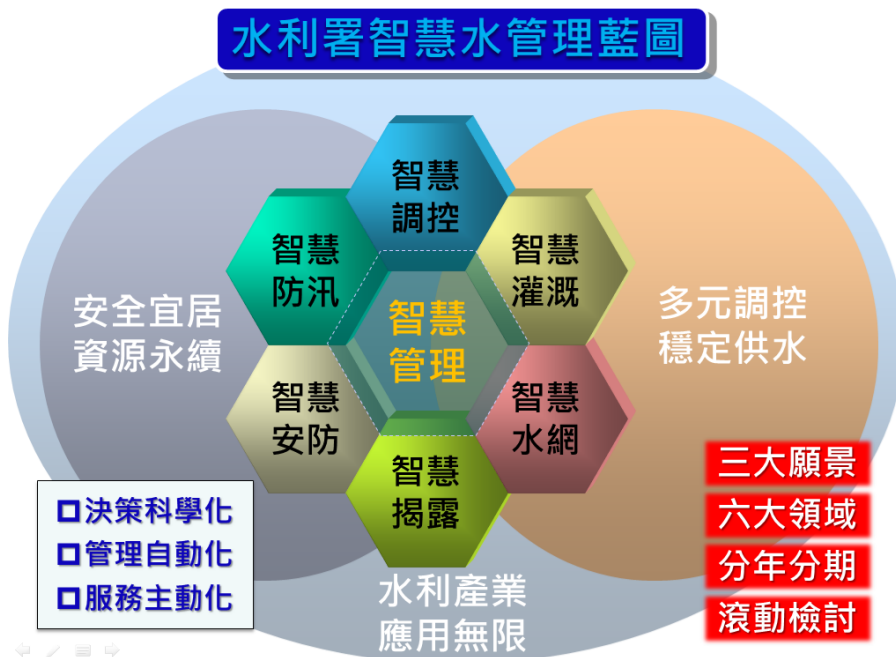 水利署智慧水管理藍圖
智慧
調控
智慧
防汛
智慧
灌溉
安全宜居
資源永續
智慧
管理
多元調控
穩定供水
智慧
安防
智慧
水網
智慧
揭露
決策科學化
管理自動化
服務主動化
水利產業
應用無限
三大願景
六大領域
分年分期
滾動檢討